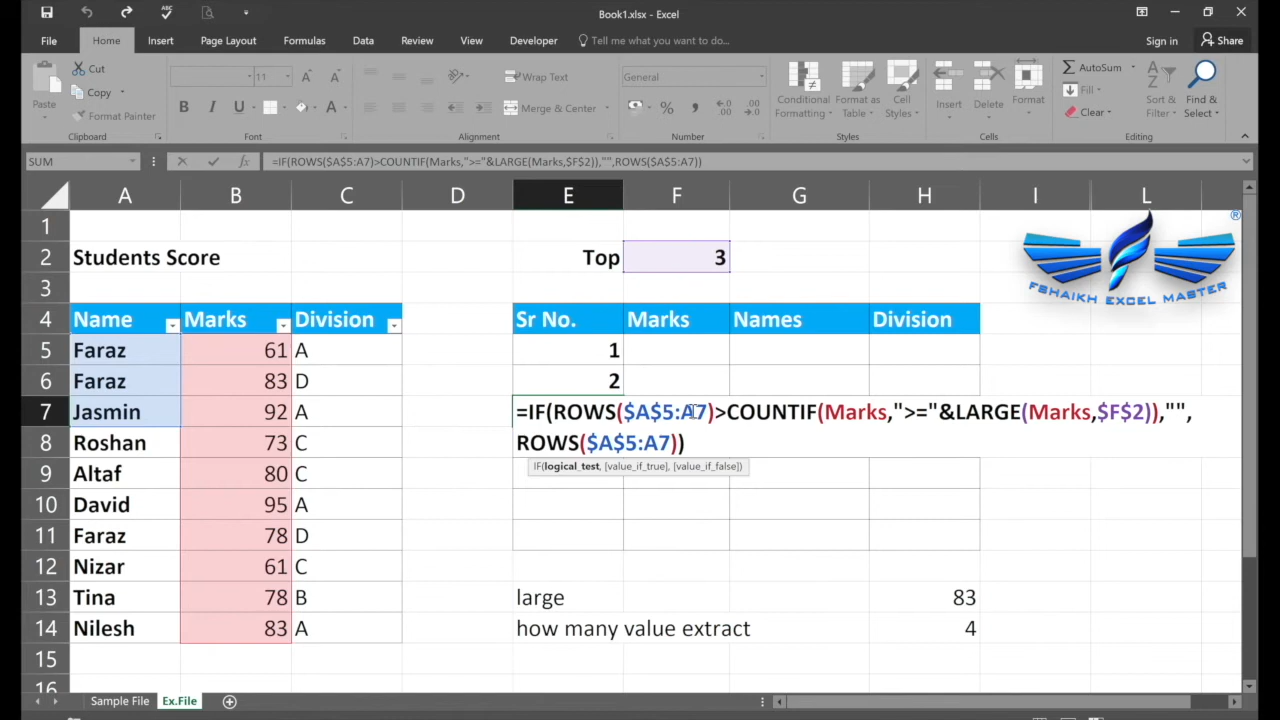 Book1.xlsx - Excel
File Home Insert Page Layout Formulas Data Review View Developer Tell me what you want to do... Sign in Share
Paste Cut Copy Format Painter
11
B I U A
Wrap Text
Merge & Center
General
%
Conditional Formatting Format as Table Cell Styles
Insert Delete Format
AutoSum
Fill
Clear
Sort & Filter Find & Select
Clipboard Font Alignment Number Styles Cells Editing
SUM fx =IF(ROWS($A$5:A7)>COUNTIF(Marks,">="&LARGE(Marks,$F$2)),"",ROWS($A$5:A7))
A B C D E F G H I L
1
2 Students Score Top 3
3
4 Name Marks Division Sr No. Marks Names Division
5 Faraz 61 A 1
6 Faraz 83 D 2
7 Jasmin 92 A =IF(ROWS($A$5:A7)>COUNTIF(Marks,">="&LARGE(Marks,$F$2)),"",
8 Roshan 73 C ROWS($A$5:A7))
IF(logical_test, [value_if_true], [value_if_false])
9 Altaf 80 C
10 David 95 A
11 Faraz 78 D
12 Nizar 61 C
13 Tina 78 B large 83
14 Nilesh 83 A how many value extract 4
15
16
Sample File Ex.File
FSHAIKH EXCEL MASTER
®